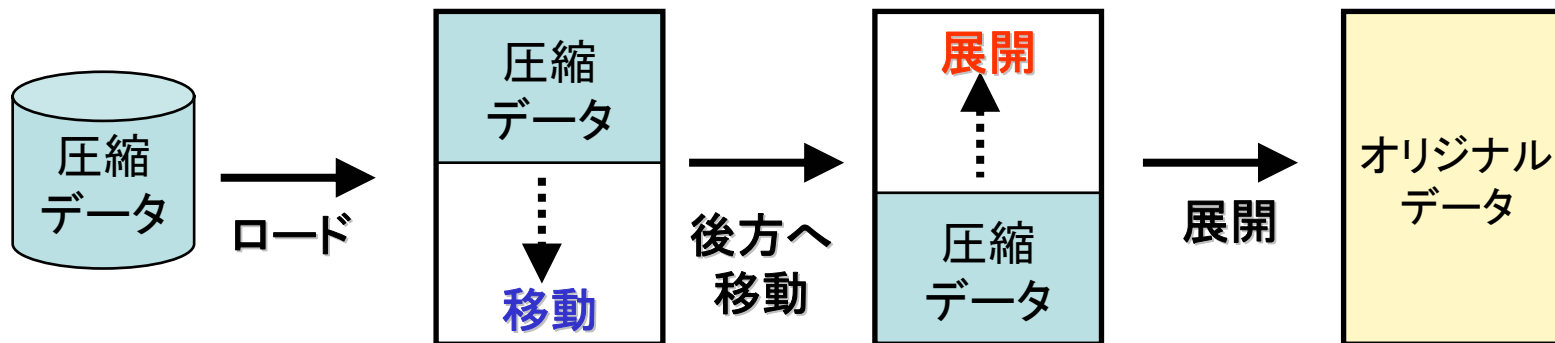 圧縮
データ
ロード
圧縮
データ
移動
後方へ
移動
展開
圧縮
データ
展開
オリジナル
データ